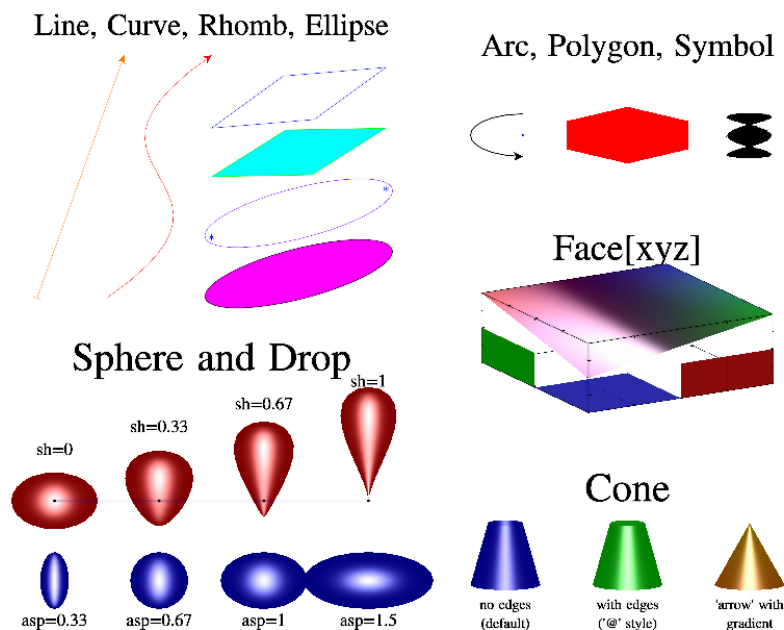 Line, Curve, Rhomb, Ellipse
Arc, Polygon, Symbol
Face[xyz]
Sphere and Drop
sh=0
sh=0.33
sh=0.67
sh=1
asp=0.33
asp=0.67
asp=1
asp=1.5
Cone
no edges
(default)
with edges
('@' style)
'arrow' with
gradient